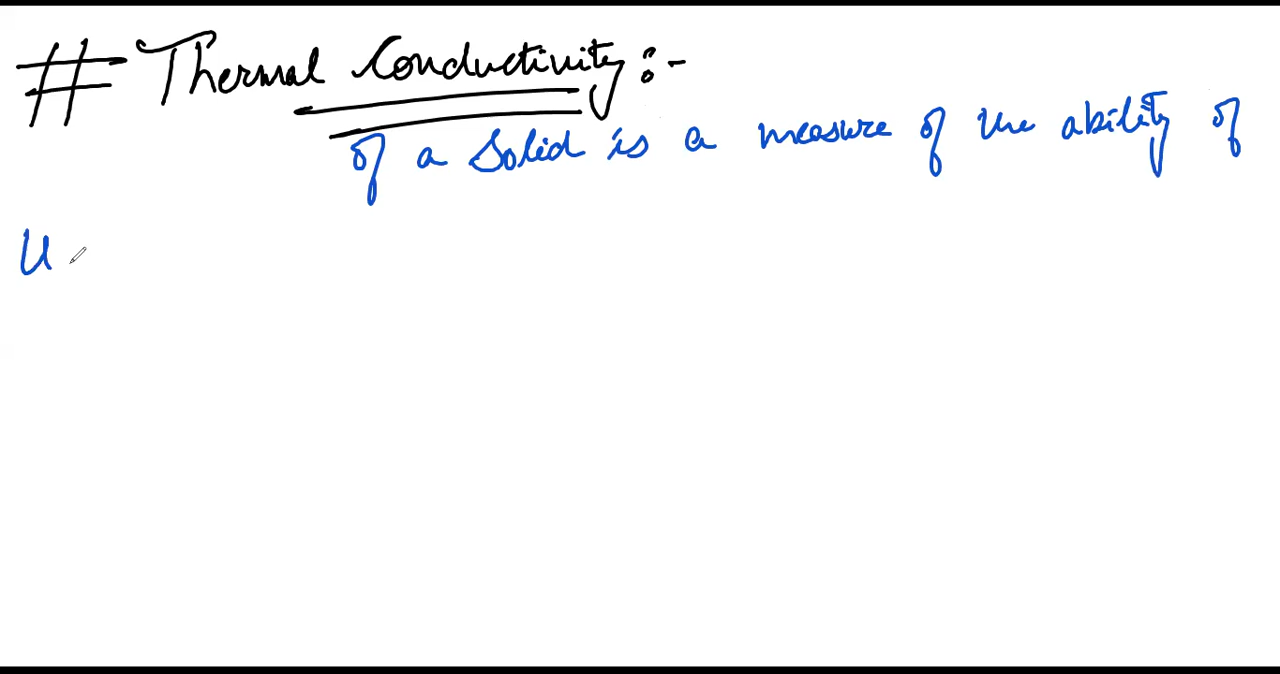 # Thermal Conductivity :-
of a solid is a measure of the ability of